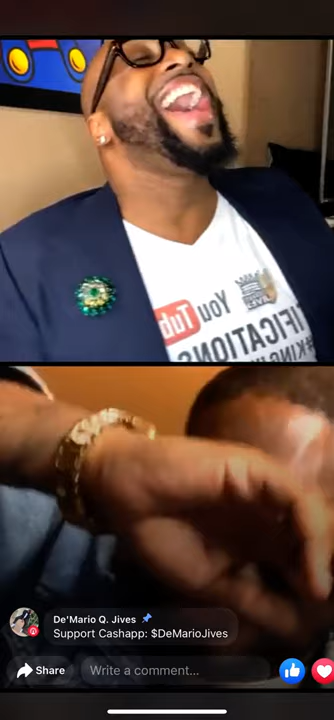 You Tube
IFICATIONS
#KING
De'Mario Q. Jives
Support Cashapp: $DeMarioJives
Share
Write a comment...